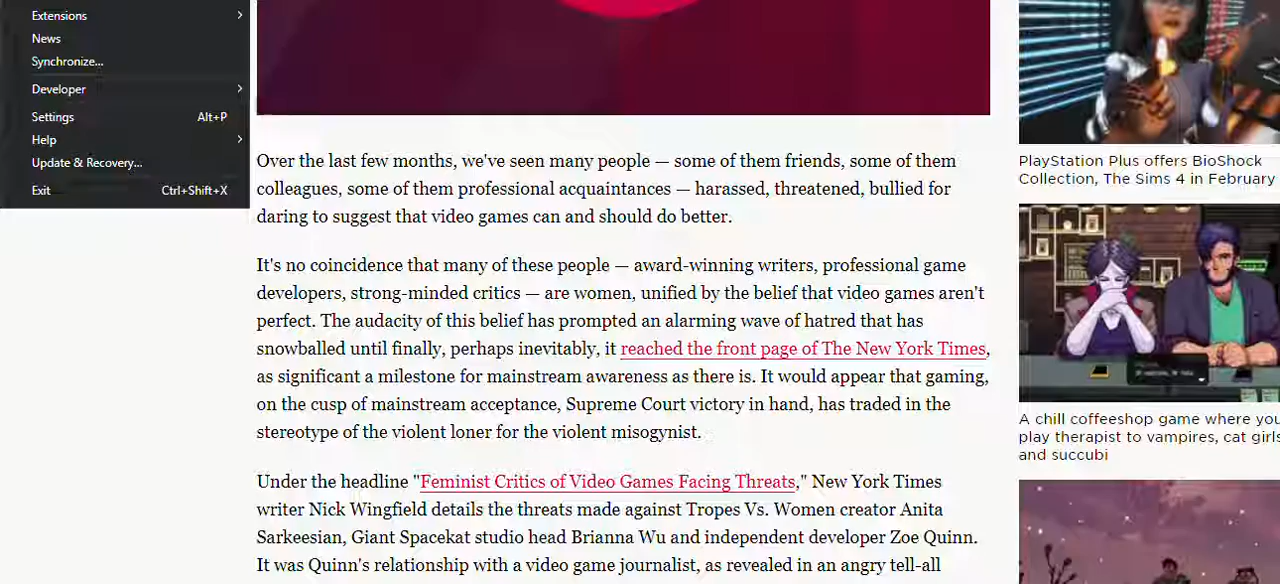 Extensions
News
Synchronize...
Developer
Settings Alt+P
Help
Update & Recovery...
Exit Ctrl+Shift+X
Over the last few months, we've seen many people — some of them friends, some of them
colleagues, some of them professional acquaintances — harassed, threatened, bullied for
daring to suggest that video games can and should do better.
It's no coincidence that many of these people — award-winning writers, professional game
developers, strong-minded critics — are women, unified by the belief that video games aren't
perfect. The audacity of this belief has prompted an alarming wave of hatred that has
snowballed until finally, perhaps inevitably, it reached the front page of The New York Times,
as significant a milestone for mainstream awareness as there is. It would appear that gaming,
on the cusp of mainstream acceptance, Supreme Court victory in hand, has traded in the
stereotype of the violent loner for the violent misogynist.
Under the headline "Feminist Critics of Video Games Facing Threats," New York Times
writer Nick Wingfield details the threats made against Tropes Vs. Women creator Anita
Sarkeesian, Giant Spacekat studio head Brianna Wu and independent developer Zoe Quinn.
It was Quinn's relationship with a video game journalist, as revealed in an angry tell-all
PlayStation Plus offers BioShock
Collection, The Sims 4 in February
A chill coffeeshop game where you
play therapist to vampires, cat girls
and succubi